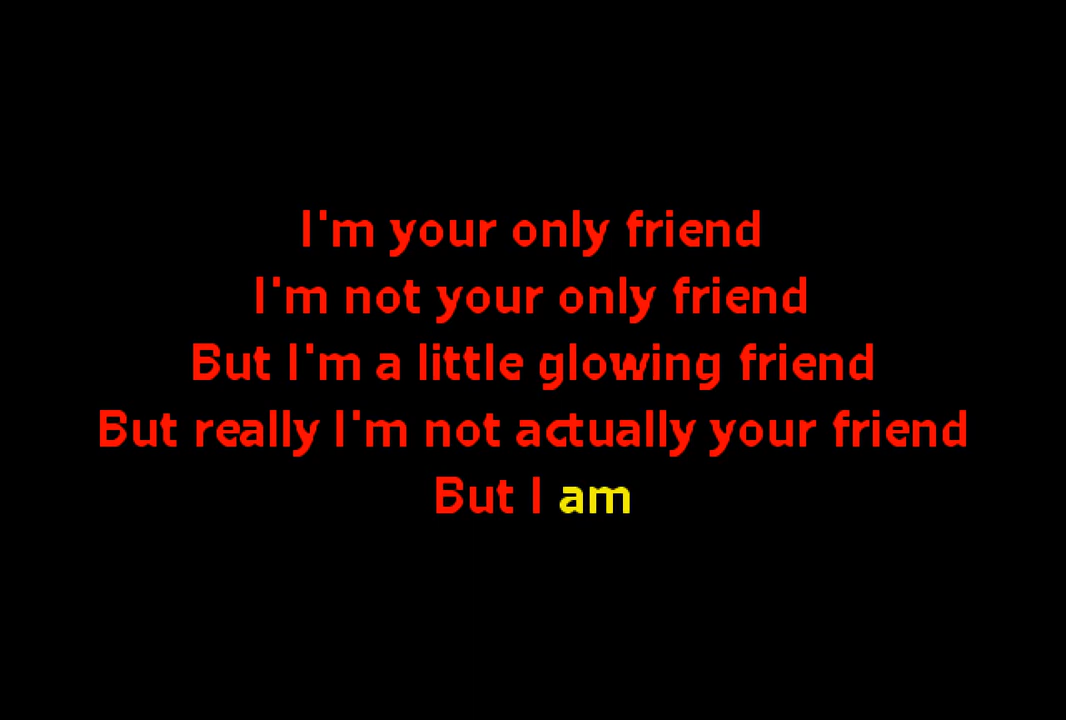 I'm your only friend
I'm not your only friend
But I'm a little glowing friend
But really I'm not actually your friend
But I am